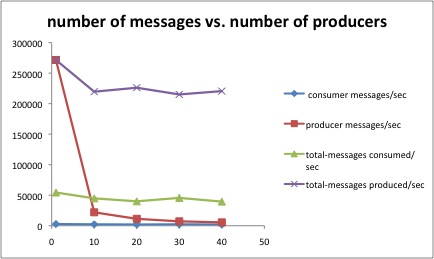 number of messages vs. number of producers
300000
250000
200000
150000
100000
50000
0
0 10 20 30 40 50
consumer messages/sec
producer messages/sec
total-messages consumed/
sec
total-messages produced/sec